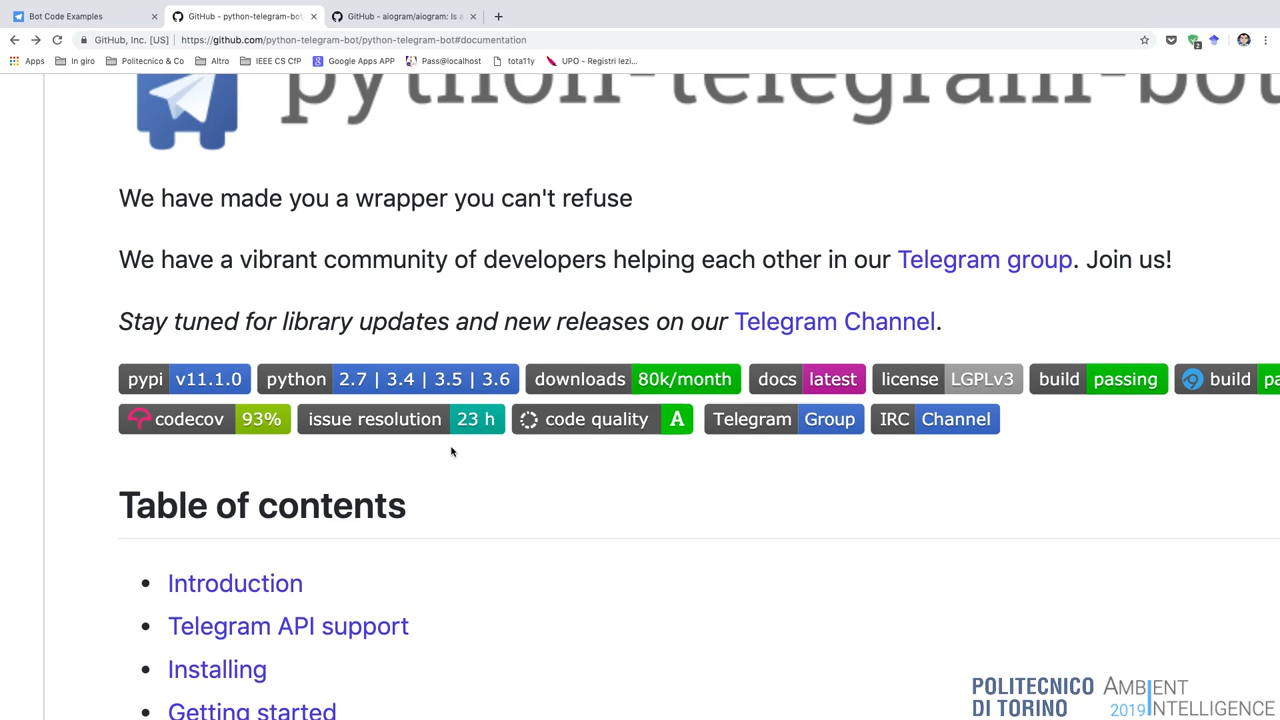 Bot Code Examples
GitHub - python-telegram-bot/
GitHub - aiogram/aiogram: Is a
GitHub, Inc. [US]
https://github.com/python-telegram-bot/python-telegram-bot#documentation
2
Apps
In giro
Politecnico & Co
Altro
IEEE CS CfP
Google Apps APP
Pass@localhost
tota11y
UPO - Registri lezi...
python-telegram-bot
We have made you a wrapper you can't refuse
We have a vibrant community of developers helping each other in our Telegram group. Join us!
Stay tuned for library updates and new releases on our Telegram Channel.
pypi v11.1.0 python 2.7 | 3.4 | 3.5 | 3.6 downloads 80k/month docs latest license LGPLv3 build passing build pa
codecov 93% issue resolution 23 h code quality A Telegram Group IRC Channel
Table of contents
• Introduction
• Telegram API support
• Installing
• Getting started
POLITECNICO
DI TORINO
AMBIENT
2019 INTELLIGENCE